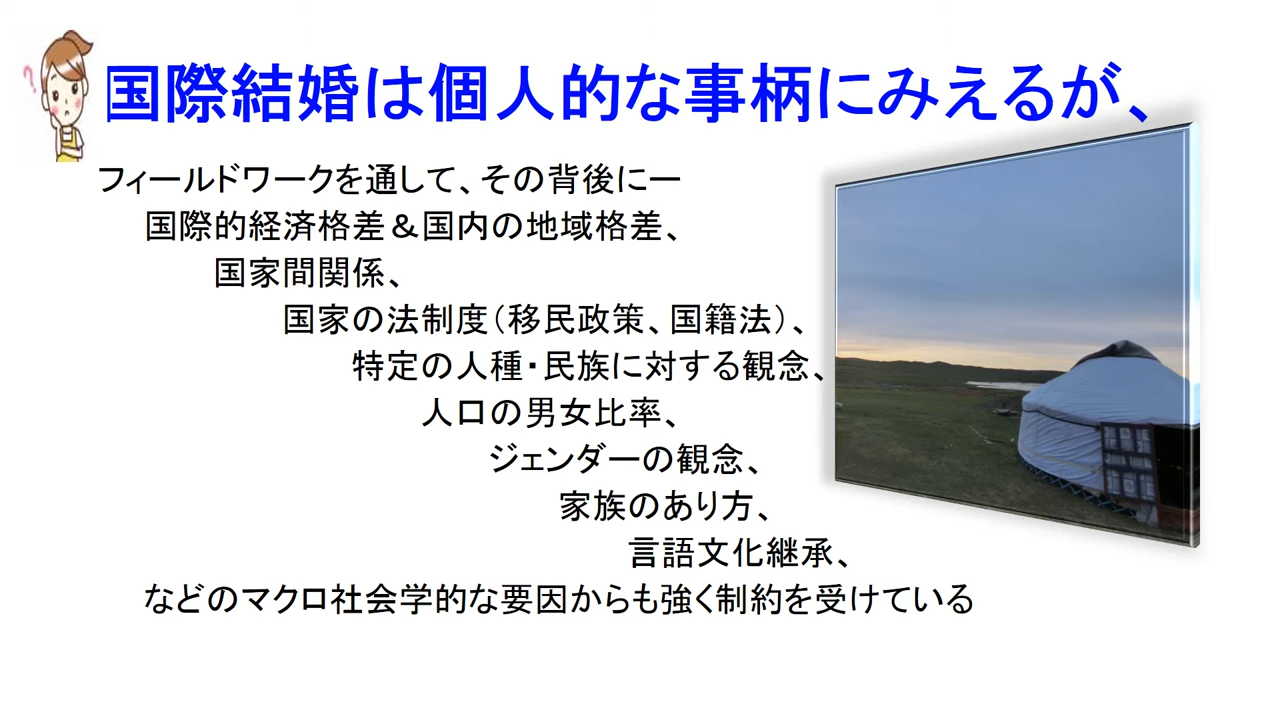 国際結婚は個人的な事柄にみえるが、
フィールドワークを通して、その背後にー
国際的経済格差＆国内の地域格差、
国家間関係、
国家の法制度（移民政策、国籍法）、
特定の人種・民族に対する観念、
人口の男女比率、
ジェンダーの観念、
家族のあり方、
言語文化継承、
などのマクロ社会学的な要因からも強く制約を受けている